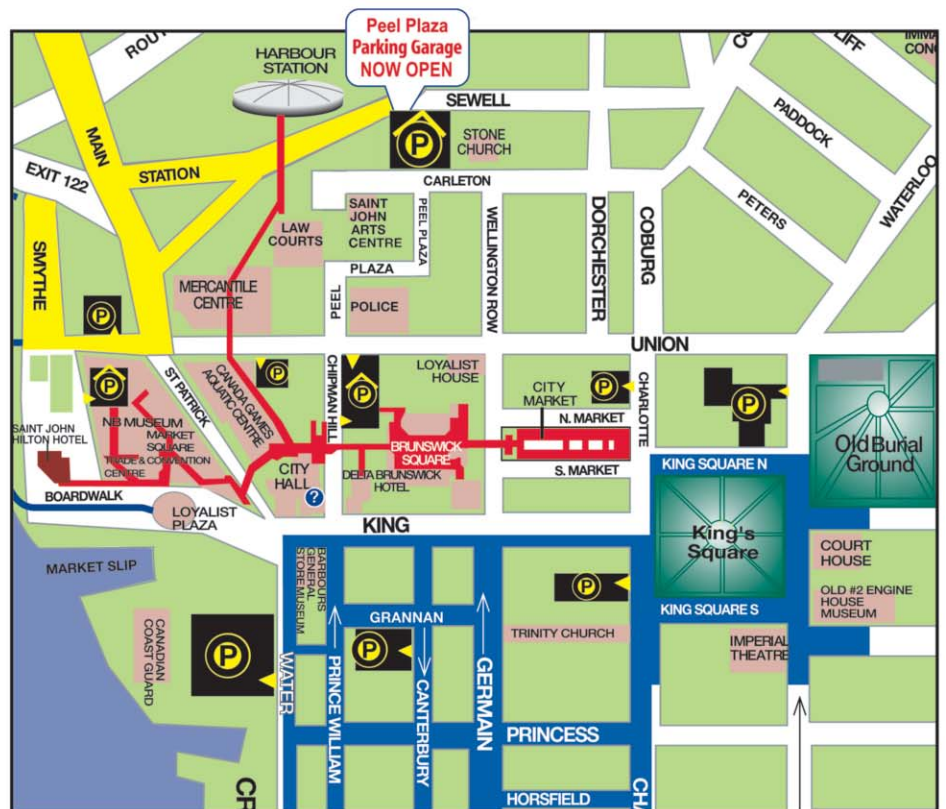 Peel Plaza
Parking Garage
NOW OPEN
ROUT
HARBOUR
STATION
SEWELL
STONE
CHURCH
MAIN
STATION
EXIT 122
CARLETON
CLIFF
IMMA
CONC
PADDOCK
PETERS
WATERLOO
SMYTHE
LAW
COURTS
SAINT
JOHN
ARTS
CENTRE
PEEL PLAZA
WELLINGTON ROW
DORCHESTER
COBURG
PLAZA
MERCANTILE
CENTRE
PEEL
POLICE
P
P
UNION
ST PATRICK
CANADA GAMES
AQUATIC CENTRE
P
CHIPMAN HILL
P
LOYALIST
HOUSE
CITY
MARKET
P
CHARLOTTE
P
P
NB MUSEUM
MARKET
SQUARE
TRADE & CONVENTION
CENTRE
SAINT JOHN
HILTON HOTEL
BOARDWALK
LOYALIST
PLAZA
CITY
HALL
?
BRUNSWICK
SQUARE
DELTA BRUNSWICK
HOTEL
N. MARKET
S. MARKET
KING SQUARE N
Old Burial
Ground
KING
King's
Square
KING SQUARE S
COURT
HOUSE
OLD #2 ENGINE
HOUSE
MUSEUM
MARKET SLIP
CANADIAN
COAST GUARD
P
BARBOURS
GENERAL
STORE MUSEUM
WATER
PRINCE WILLIAM
GRANNAN
P
CANTERBURY
GERMAIN
P
TRINITY CHURCH
IMPERIAL
THEATRE
PRINCESS
HORSFIELD
CHA